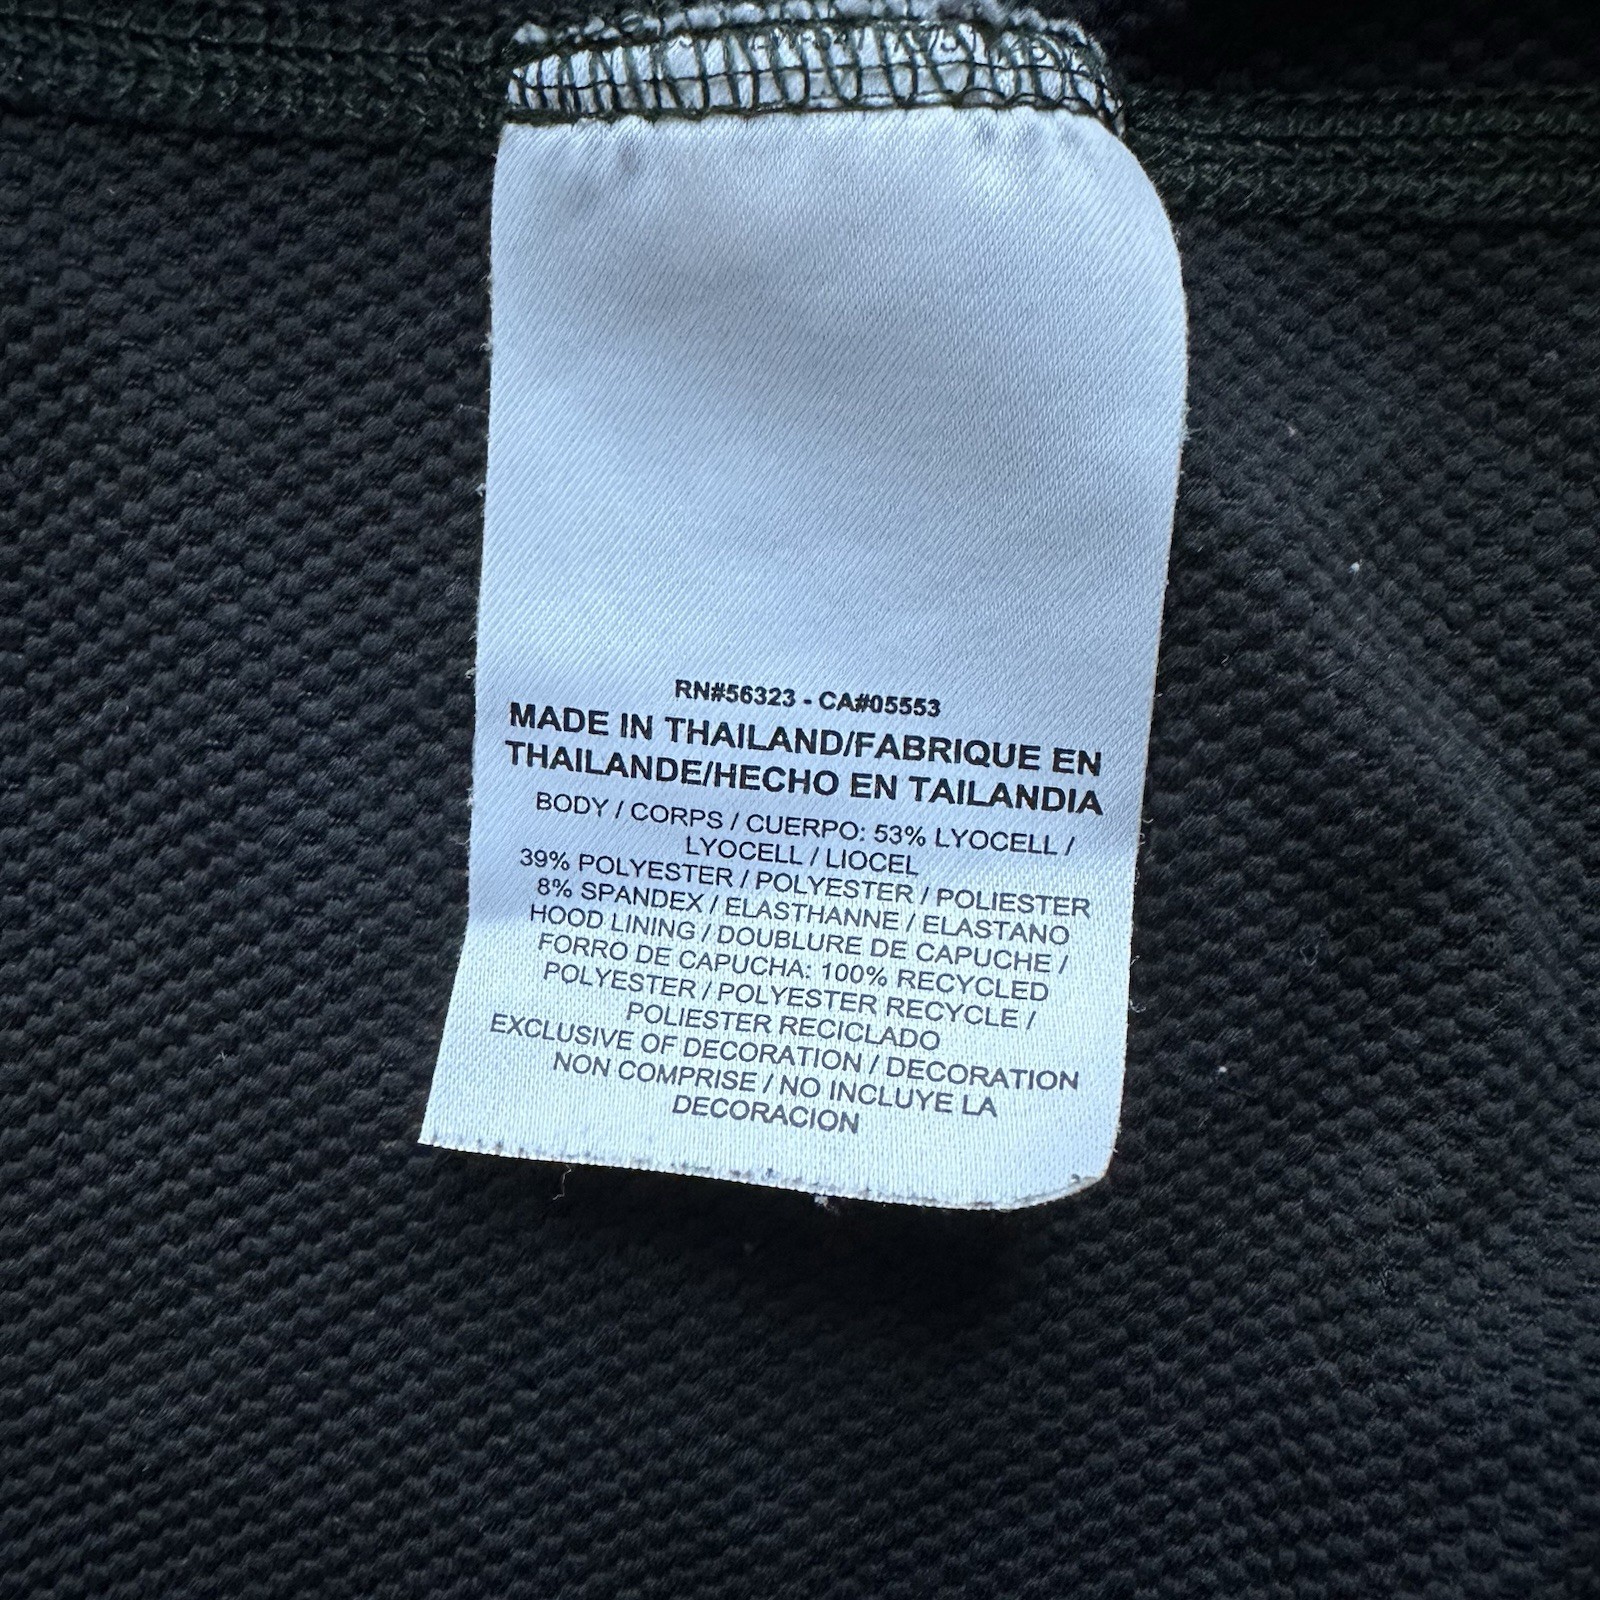 RN#56323 - CA#05553
MADE IN THAILAND/FABRIQUE EN
THAILANDE/HECHO EN TAILANDIA
BODY / CORPS / CUERPO: 53% LYOCELL /
LYOCELL / LIOCEL
39% POLYESTER / POLYESTER / POLIESTER
8% SPANDEX / ELASTHANNE / ELASTANO
HOOD LINING / DOUBLURE DE CAPUCHE /
FORRO DE CAPUCHA: 100% RECYCLED
POLYESTER / POLYESTER RECYCLE /
POLIESTER RECICLADO
EXCLUSIVE OF DECORATION / DECORATION
NON COMPRISE / NO INCLUYE LA
DECORACION